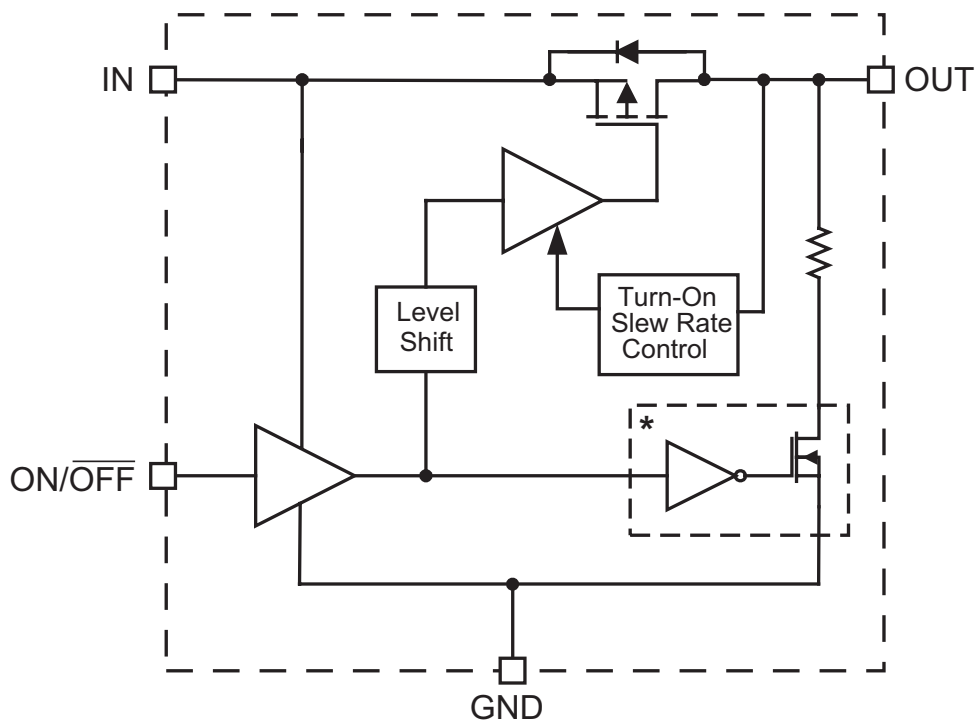 IN
OUT
Turn-On
Slew Rate
Control
Level
Shift
*
ON/OFF
GND